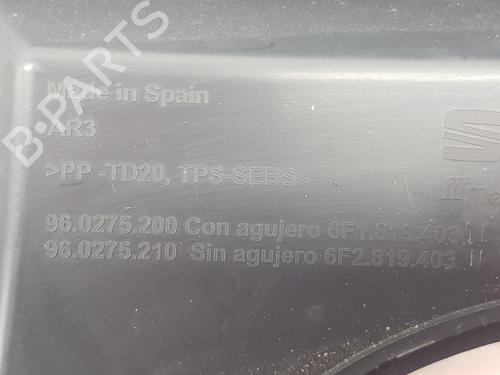 B-PARTS
Made in Spain
AR3
>PP -TD20, TPS-SEBS<
96.0275.200 Con agujero 6F1.819.403
96.0275.210 Sin agujero 6F2.819.403